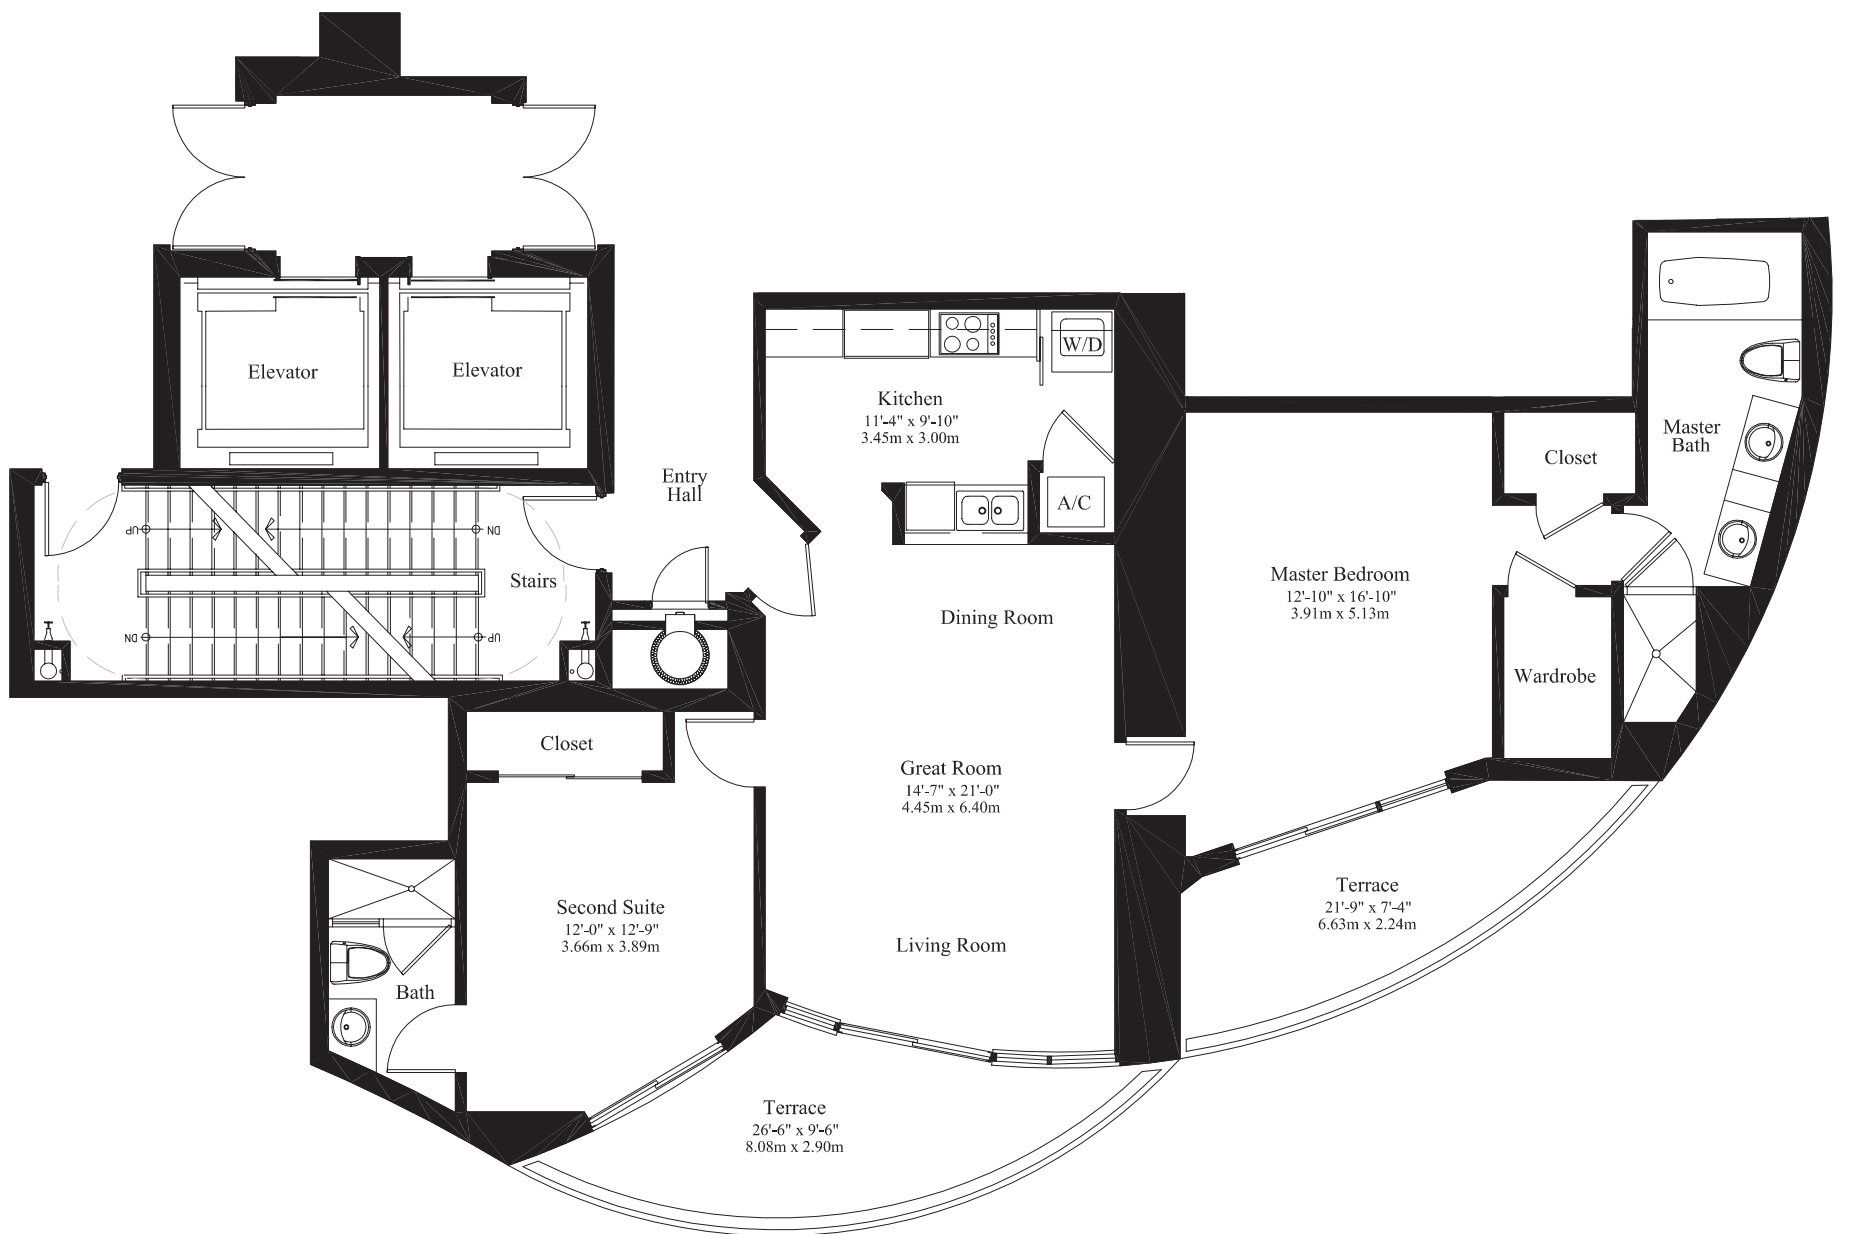 Elevator
Elevator
W/D
Kitchen
11'-4" x 9'-10"
3.45m x 3.00m
Master
Bath
Closet
Entry
Hall
A/C
UP
DN
Stairs
Master Bedroom
12'-10" x 16'-10"
3.91m x 5.13m
Dining Room
DN
UP
Wardrobe
Closet
Great Room
14'-7" x 21'-0"
4.45m x 6.40m
Terrace
21'-9" x 7'-4"
6.63m x 2.24m
Second Suite
12'-0" x 12'-9"
3.66m x 3.89m
Living Room
Bath
Terrace
26'-6" x 9'-6"
8.08m x 2.90m